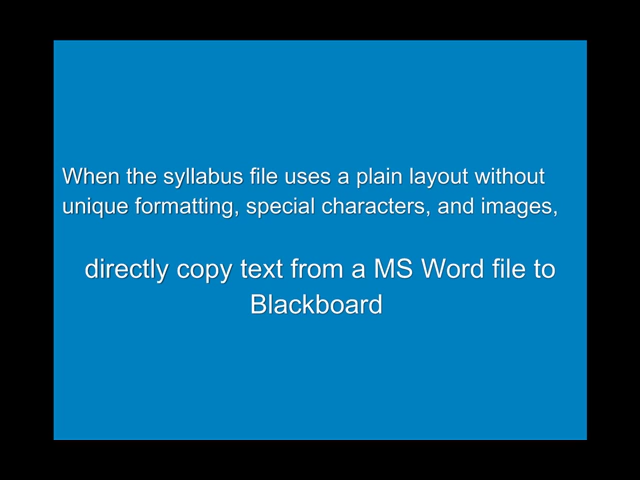 When the syllabus file uses a plain layout without
unique formatting, special characters, and images,
directly copy text from a MS Word file to
Blackboard